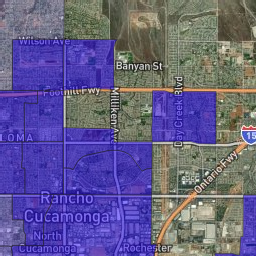 Wilson Ave
Banyan St
Foothill Fwy
Milliken Ave
Day Creek Blvd
15
LOMA
Ontario Fwy
Rancho
Cucamonga
North
Cucamonga
Rochester